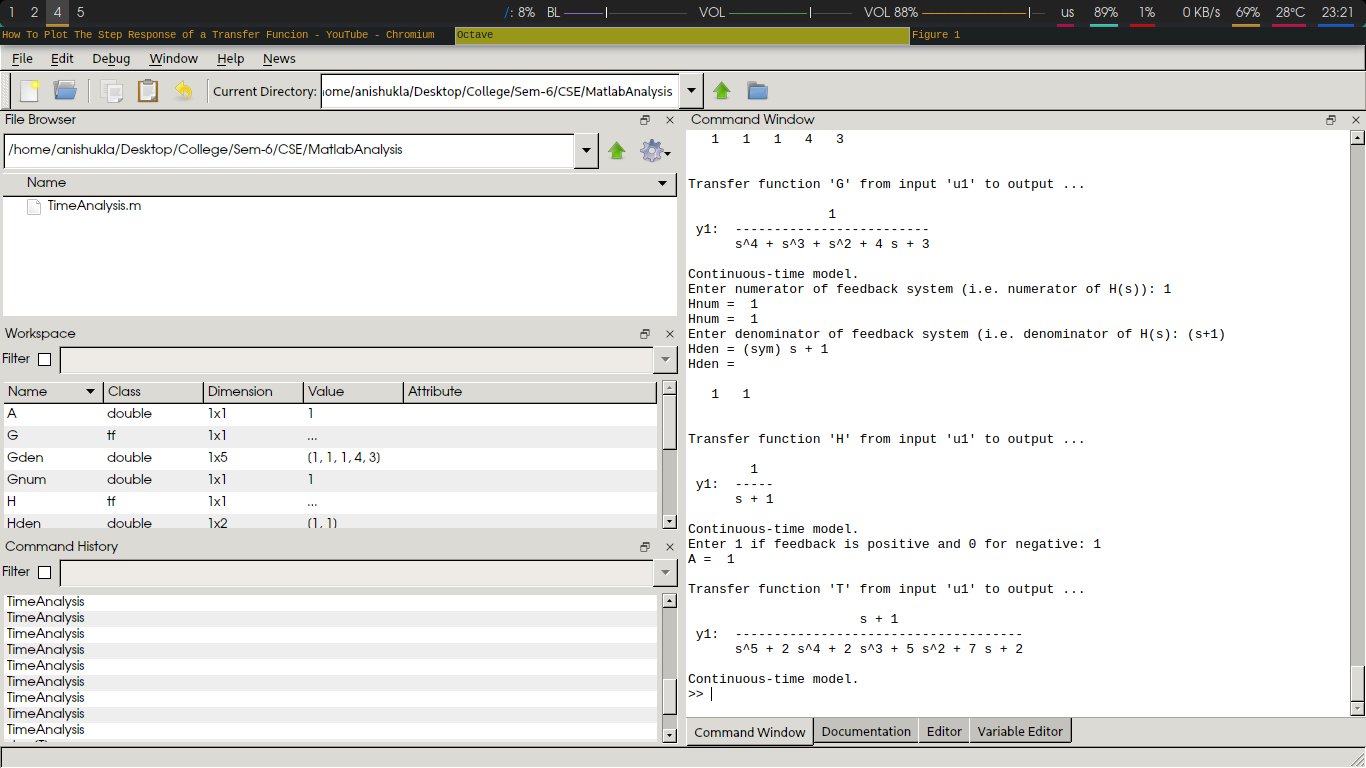 1 2 4 5 /: 8% BL VOL VOL 88% us 89% 1% 0 KB/s 69% 28°C 23:21
How To Plot The Step Response of a Transfer Funcion - YouTube - Chromium Octave Figure 1
File Edit Debug Window Help News
Current Directory: ome/anishukla/Desktop/College/Sem-6/CSE/MatlabAnalysis
File Browser
/home/anishukla/Desktop/College/Sem-6/CSE/MatlabAnalysis
Name
TimeAnalysis.m
Workspace
Filter
Name Class Dimension Value Attribute
A double 1x1 1
G tf 1x1 ...
Gden double 1x5 [1, 1, 1, 4, 3]
Gnum double 1x1 1
H tf 1x1 ...
Hden double 1x2 [1, 1]
Command History
Filter
TimeAnalysis
TimeAnalysis
TimeAnalysis
TimeAnalysis
TimeAnalysis
TimeAnalysis
TimeAnalysis
TimeAnalysis
TimeAnalysis
Command Window
1 1 1 4 3
Transfer function 'G' from input 'u1' to output ...
1
y1: -------------------------
s^4 + s^3 + s^2 + 4 s + 3
Continuous-time model.
Enter numerator of feedback system (i.e. numerator of H(s)): 1
Hnum = 1
Hnum = 1
Enter denominator of feedback system (i.e. denominator of H(s): (s+1)
Hden = (sym) s + 1
Hden =
1 1
Transfer function 'H' from input 'u1' to output ...
1
y1: -----
s + 1
Continuous-time model.
Enter 1 if feedback is positive and 0 for negative: 1
A = 1
Transfer function 'T' from input 'u1' to output ...
s + 1
y1: -------------------------------------
s^5 + 2 s^4 + 2 s^3 + 5 s^2 + 7 s + 2
Continuous-time model.
>>
Command Window Documentation Editor Variable Editor